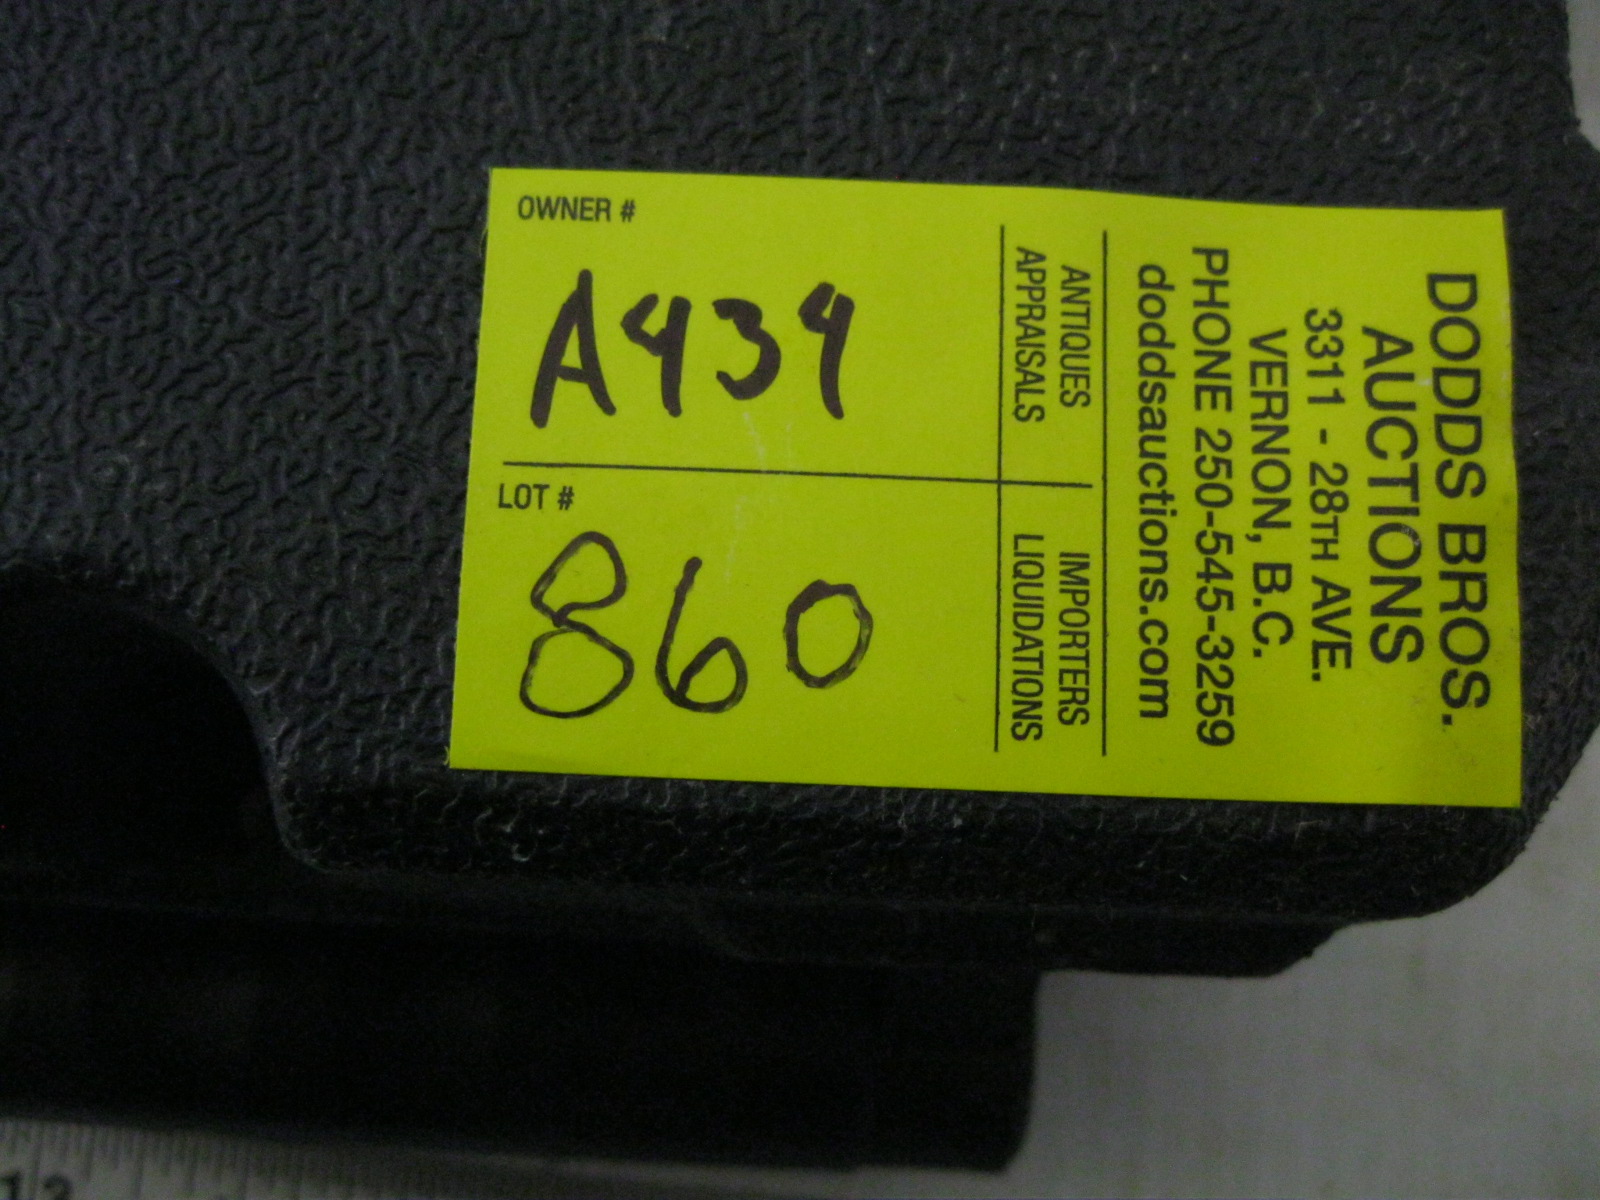 OWNER #
A434
LOT #
860
ANTIQUES IMPORTERS
APPRAISALS LIQUIDATIONS
DODDS BROS.
AUCTIONS
3311 - 28TH AVE.
VERNON, B.C.
PHONE 250-545-3259
doddsauctions.com
13